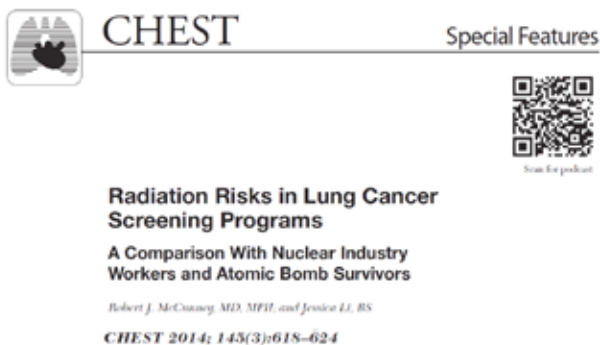 CHEST
Special Features
Scan for podcast
Radiation Risks in Lung Cancer
Screening Programs
A Comparison With Nuclear Industry
Workers and Atomic Bomb Survivors
Robert J. McCunney, MD, MPH; and Jessica Li, BS
CHEST 2014; 145(3):618–624